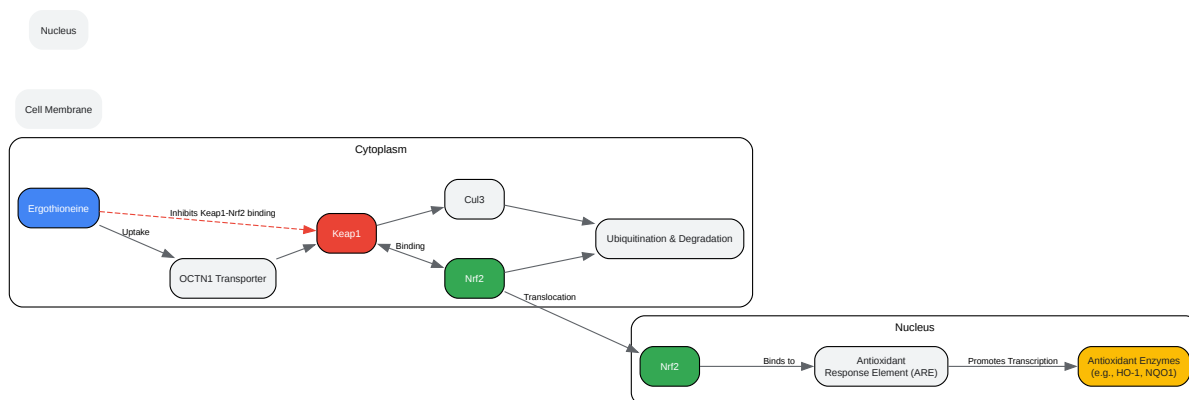 Nucleus
Cell Membrane
Cytoplasm
Ergothioneine
Inhibits Keap1-Nrf2 binding
Uptake
OCTN1 Transporter
Keap1
Cul3
Binding
Nrf2
Ubiquitination & Degradation
Translocation
Nucleus
Nrf2
Binds to
Antioxidant
Response Element (ARE)
Promotes Transcription
Antioxidant Enzymes
(e.g., HO-1, NQO1)